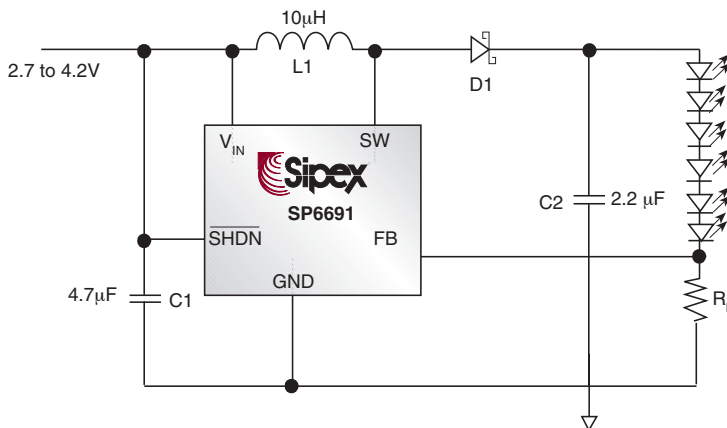 10μH
L1
2.7 to 4.2V
D1
VIN
SW
Sipex
SP6691
C2
2.2 μF
SHDN
FB
GND
4.7μF
C1